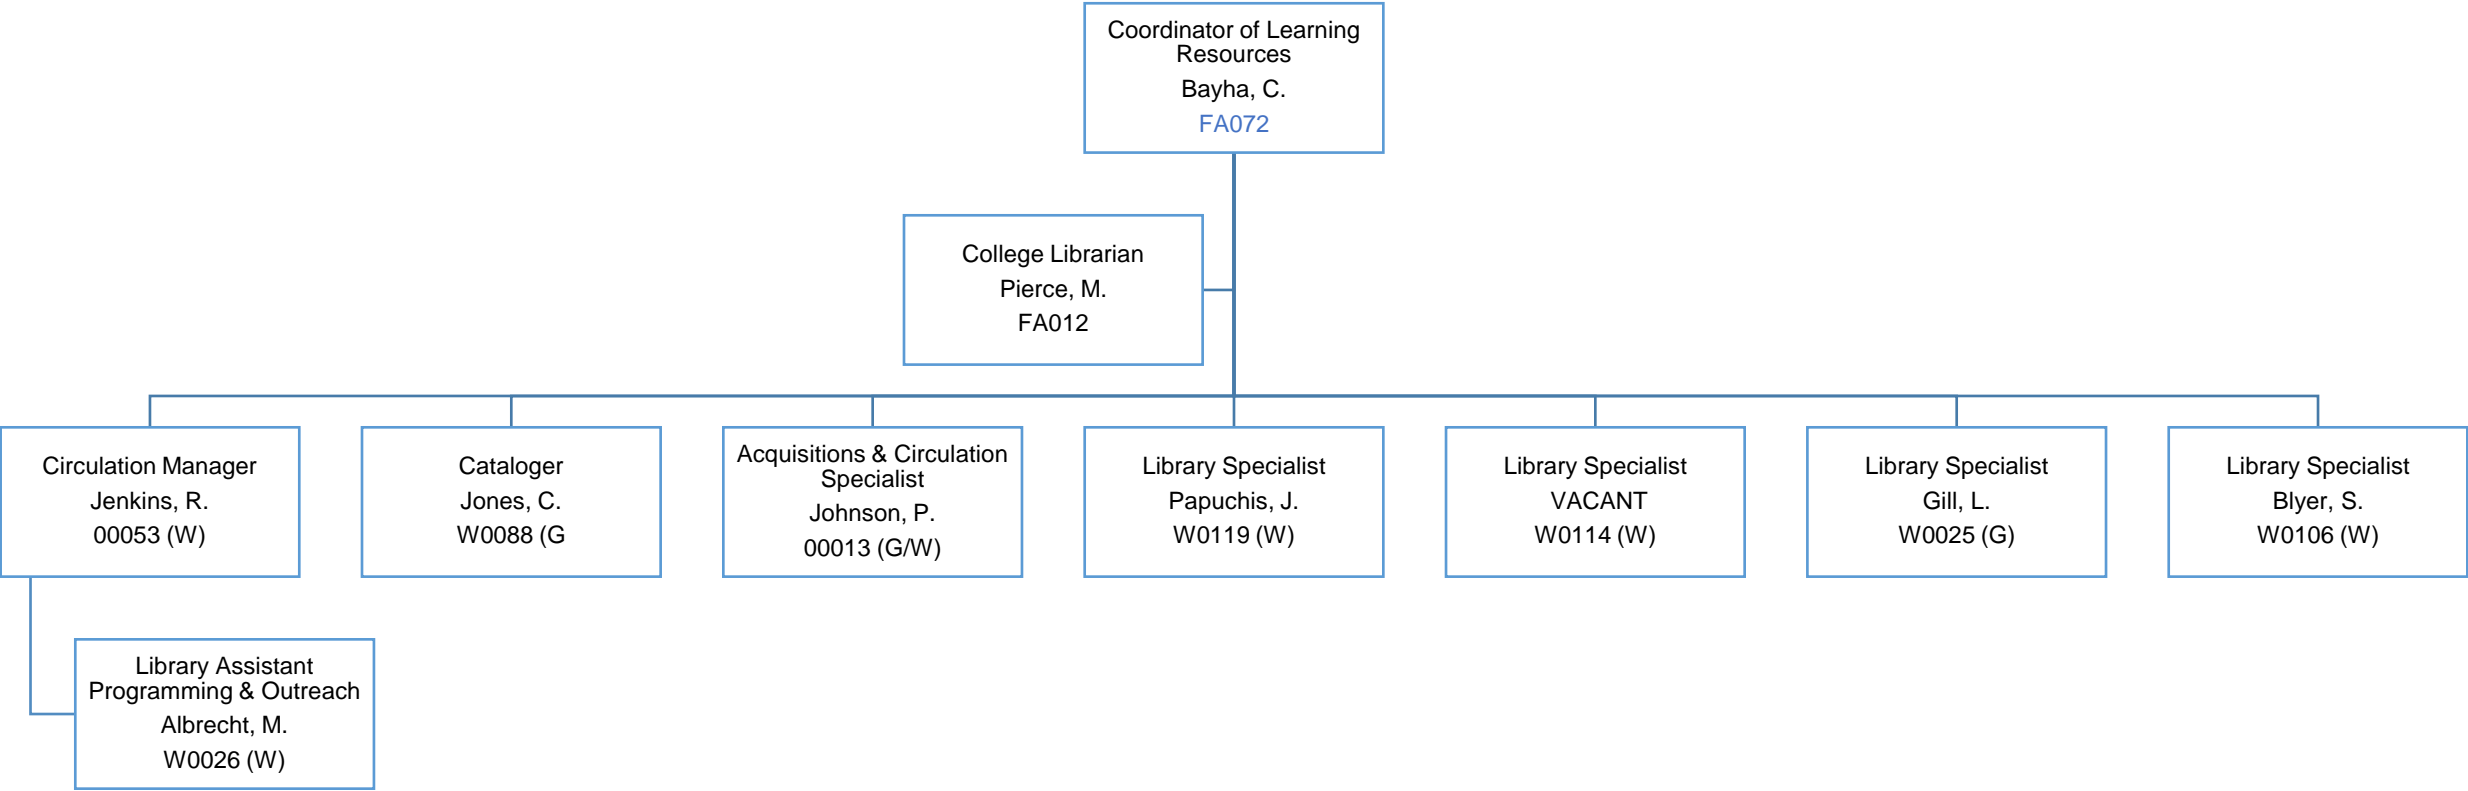 Coordinator of Learning
Resources
Bayha, C.
FA072
College Librarian
Pierce, M.
FA012
Circulation Manager
Jenkins, R.
00053 (W)
Cataloger
Jones, C.
W0088 (G
Acquisitions & Circulation
Specialist
Johnson, P.
00013 (G/W)
Library Specialist
Papuchis, J.
W0119 (W)
Library Specialist
VACANT
W0114 (W)
Library Specialist
Gill, L.
W0025 (G)
Library Specialist
Blyer, S.
W0106 (W)
Library Assistant
Programming & Outreach
Albrecht, M.
W0026 (W)